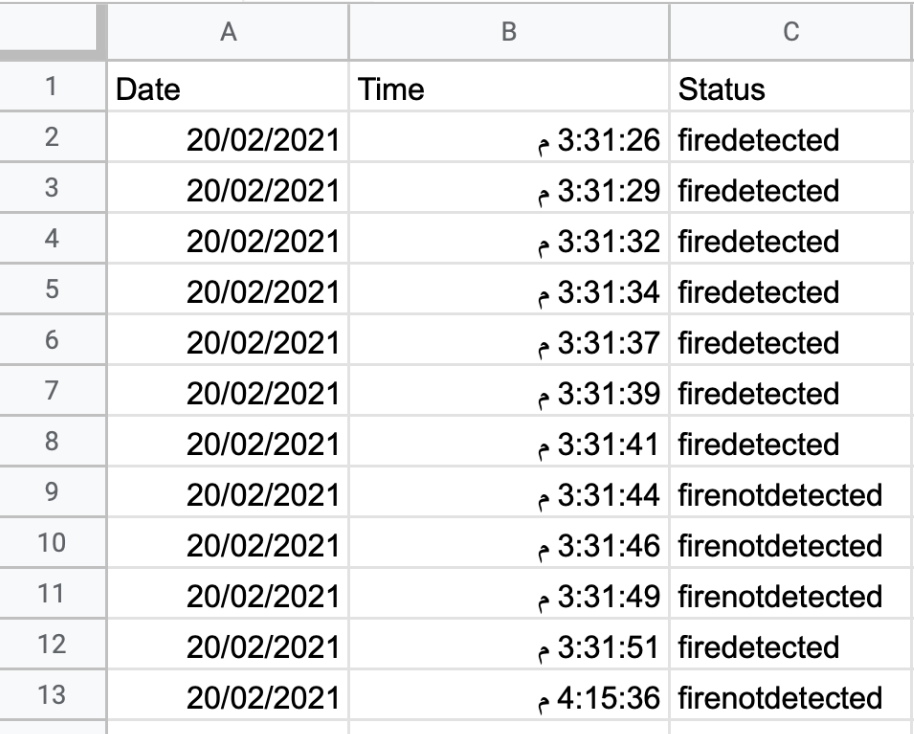 A B C
1 Date Time Status
2 20/02/2021 3:31:26 م firedetected
3 20/02/2021 3:31:29 م firedetected
4 20/02/2021 3:31:32 م firedetected
5 20/02/2021 3:31:34 م firedetected
6 20/02/2021 3:31:37 م firedetected
7 20/02/2021 3:31:39 م firedetected
8 20/02/2021 3:31:41 م firedetected
9 20/02/2021 3:31:44 م firenotdetected
10 20/02/2021 3:31:46 م firenotdetected
11 20/02/2021 3:31:49 م firenotdetected
12 20/02/2021 3:31:51 م firedetected
13 20/02/2021 4:15:36 م firenotdetected